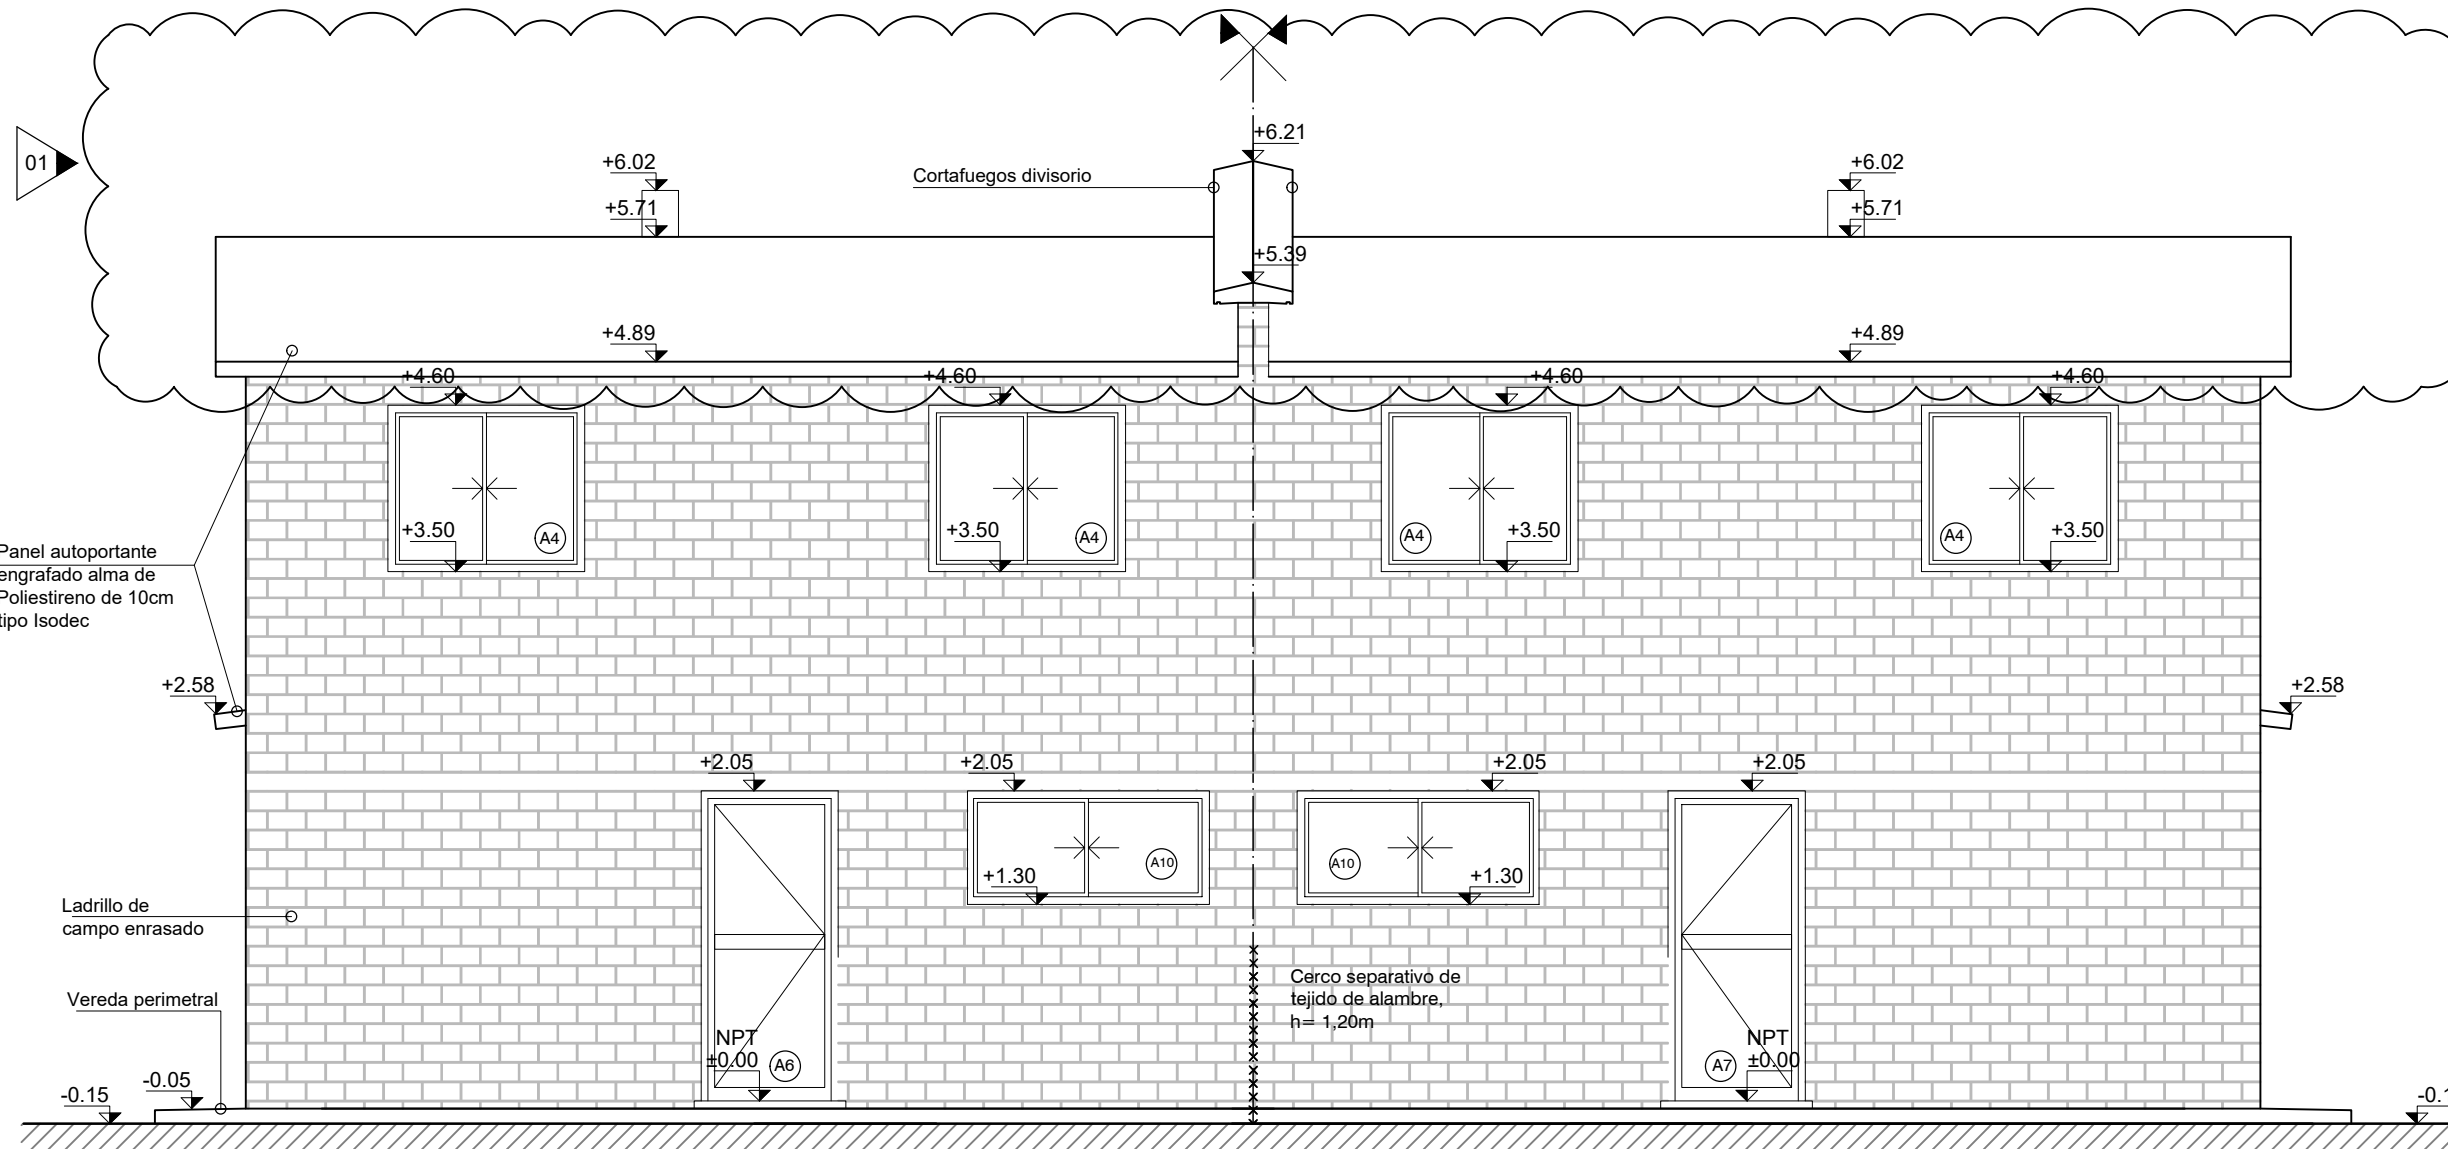 01
+6.21
+6.02
+6.02
Cortafuegos divisorio
+5.71
+5.71
+5.39
+4.89
+4.89
+4.60
+4.60
+4.60
+4.60
+3.50
A4
+3.50
A4
A4
+3.50
A4
+3.50
Panel autoportante
engrafado alma de
Poliestireno de 10cm
tipo Isodec
+2.58
+2.58
+2.05
+2.05
+2.05
+2.05
A10
A10
+1.30
+1.30
Ladrillo de
campo enrasado
Cerco separativo de
tejido de alambre,
h= 1,20m
Vereda perimetral
NPT
±0.00
A6
A7
NPT
±0.00
-0.05
-0.15